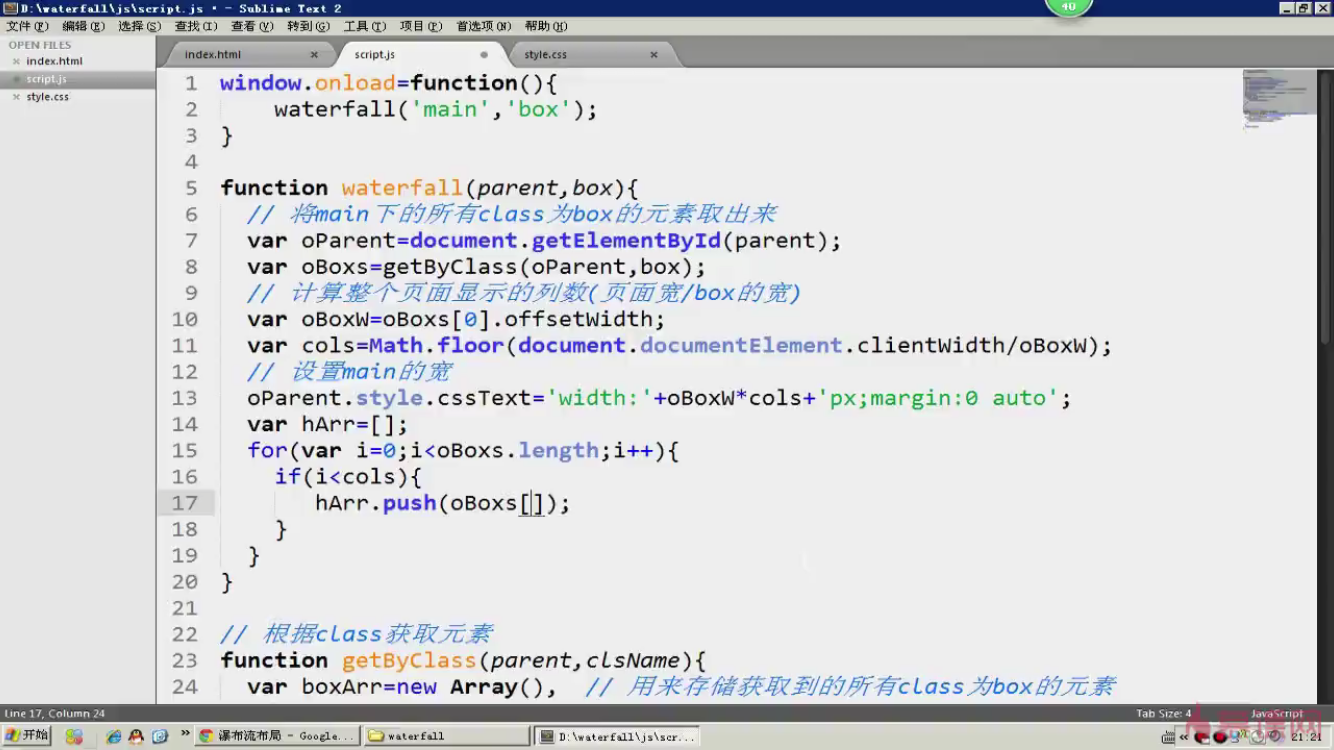 D:\waterfall\js\script.js • - Sublime Text 2
40
文件(F) 编辑(E) 选择(S) 查找(I) 查看(V) 转到(G) 工具(T) 项目(P) 首选项(N) 帮助(H)
OPEN FILES
index.html
script.js
style.css
index.html × script.js style.css ×
1 window.onload=function(){
2 waterfall('main','box');
3 }
4
5 function waterfall(parent,box){
6 // 将main下的所有class为box的元素取出来
7 var oParent=document.getElementById(parent);
8 var oBoxs=getByClass(oParent,box);
9 // 计算整个页面显示的列数(页面宽/box的宽)
10 var oBoxW=oBoxs[0].offsetWidth;
11 var cols=Math.floor(document.documentElement.clientWidth/oBoxW);
12 // 设置main的宽
13 oParent.style.cssText='width:'+oBoxW*cols+'px;margin:0 auto';
14 var hArr=[];
15 for(var i=0;i<oBoxs.length;i++){
16 if(i<cols){
17 hArr.push(oBoxs[]);
18 }
19 }
20 }
21
22 // 根据class获取元素
23 function getByClass(parent,clsName){
24 var boxArr=new Array(), // 用来存储获取到的所有class为box的元素
Line 17, Column 24 Tab Size: 4 JavaScript
开始 » 瀑布流布局 - Google... waterfall D:\waterfall\js\scr... « 21:21